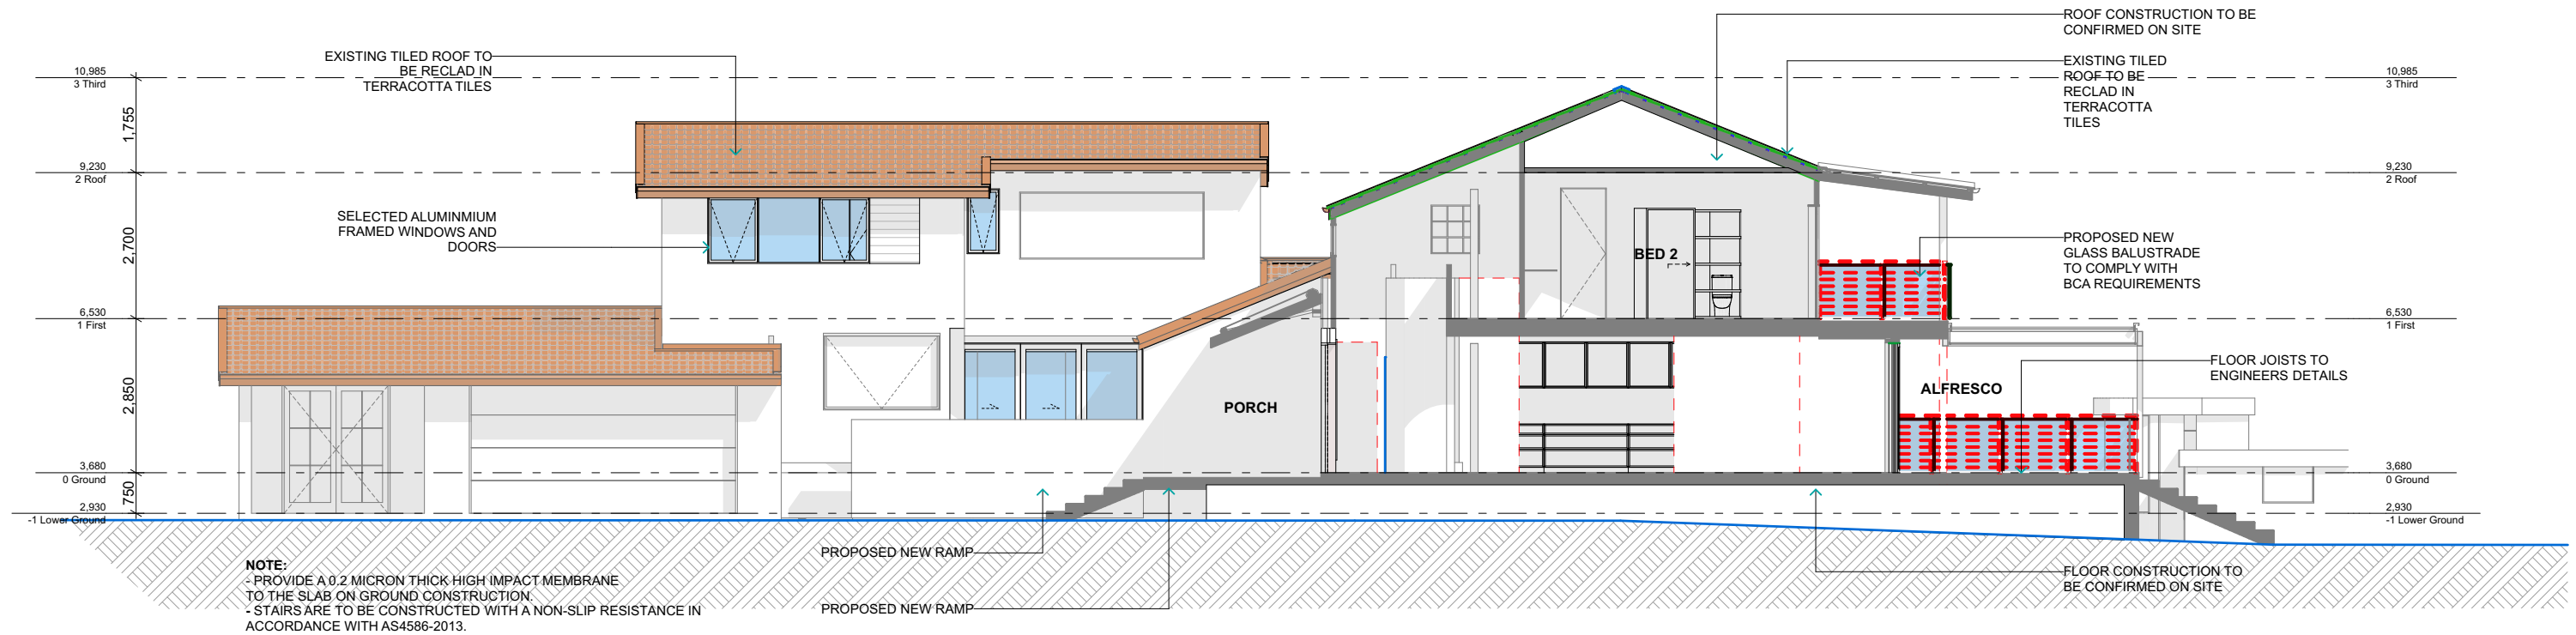 ROOF CONSTRUCTION TO BE
CONFIRMED ON SITE
EXISTING TILED ROOF TO
BE RECLAD IN
TERRACOTTA TILES
EXISTING TILED
ROOF TO BE
RECLAD IN
TERRACOTTA
TILES
10,985
3 Third
10,985
3 Third
1,755
9,230
2 Roof
9,230
2 Roof
SELECTED ALUMINMIUM
FRAMED WINDOWS AND
DOORS
2,700
BED 2
PROPOSED NEW
GLASS BALUSTRADE
TO COMPLY WITH
BCA REQUIREMENTS
6,530
1 First
6,530
1 First
2,850
PORCH
ALFRESCO
FLOOR JOISTS TO
ENGINEERS DETAILS
3,680
0 Ground
3,680
0 Ground
750
2,930
-1 Lower Ground
2,930
-1 Lower Ground
PROPOSED NEW RAMP
PROPOSED NEW RAMP
FLOOR CONSTRUCTION TO
BE CONFIRMED ON SITE
NOTE:
- PROVIDE A 0.2 MICRON THICK HIGH IMPACT MEMBRANE
TO THE SLAB ON GROUND CONSTRUCTION.
- STAIRS ARE TO BE CONSTRUCTED WITH A NON-SLIP RESISTANCE IN
ACCORDANCE WITH AS4586-2013.